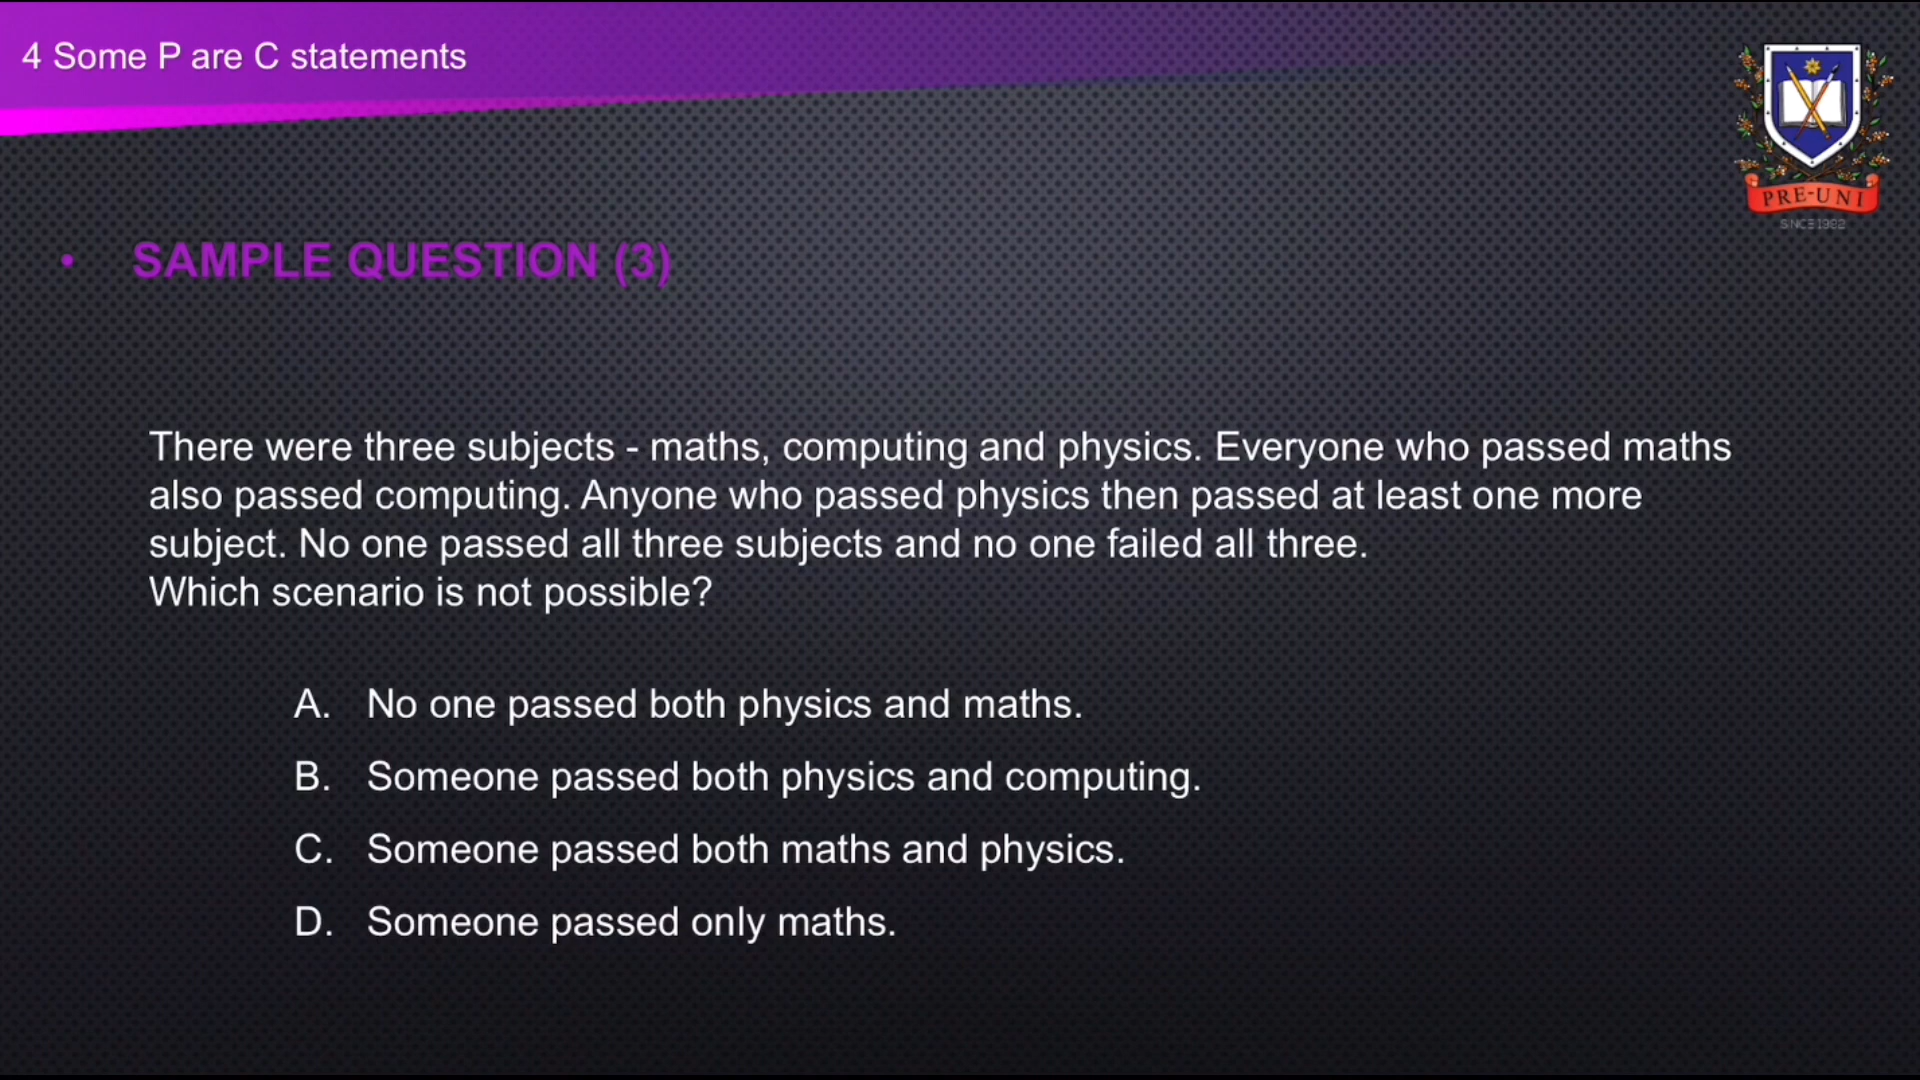 4 Some P are C statements
PRE-UNI
SINCE 1992
• SAMPLE QUESTION (3)
There were three subjects - maths, computing and physics. Everyone who passed maths
also passed computing. Anyone who passed physics then passed at least one more
subject. No one passed all three subjects and no one failed all three.
Which scenario is not possible?
A. No one passed both physics and maths.
B. Someone passed both physics and computing.
C. Someone passed both maths and physics.
D. Someone passed only maths.